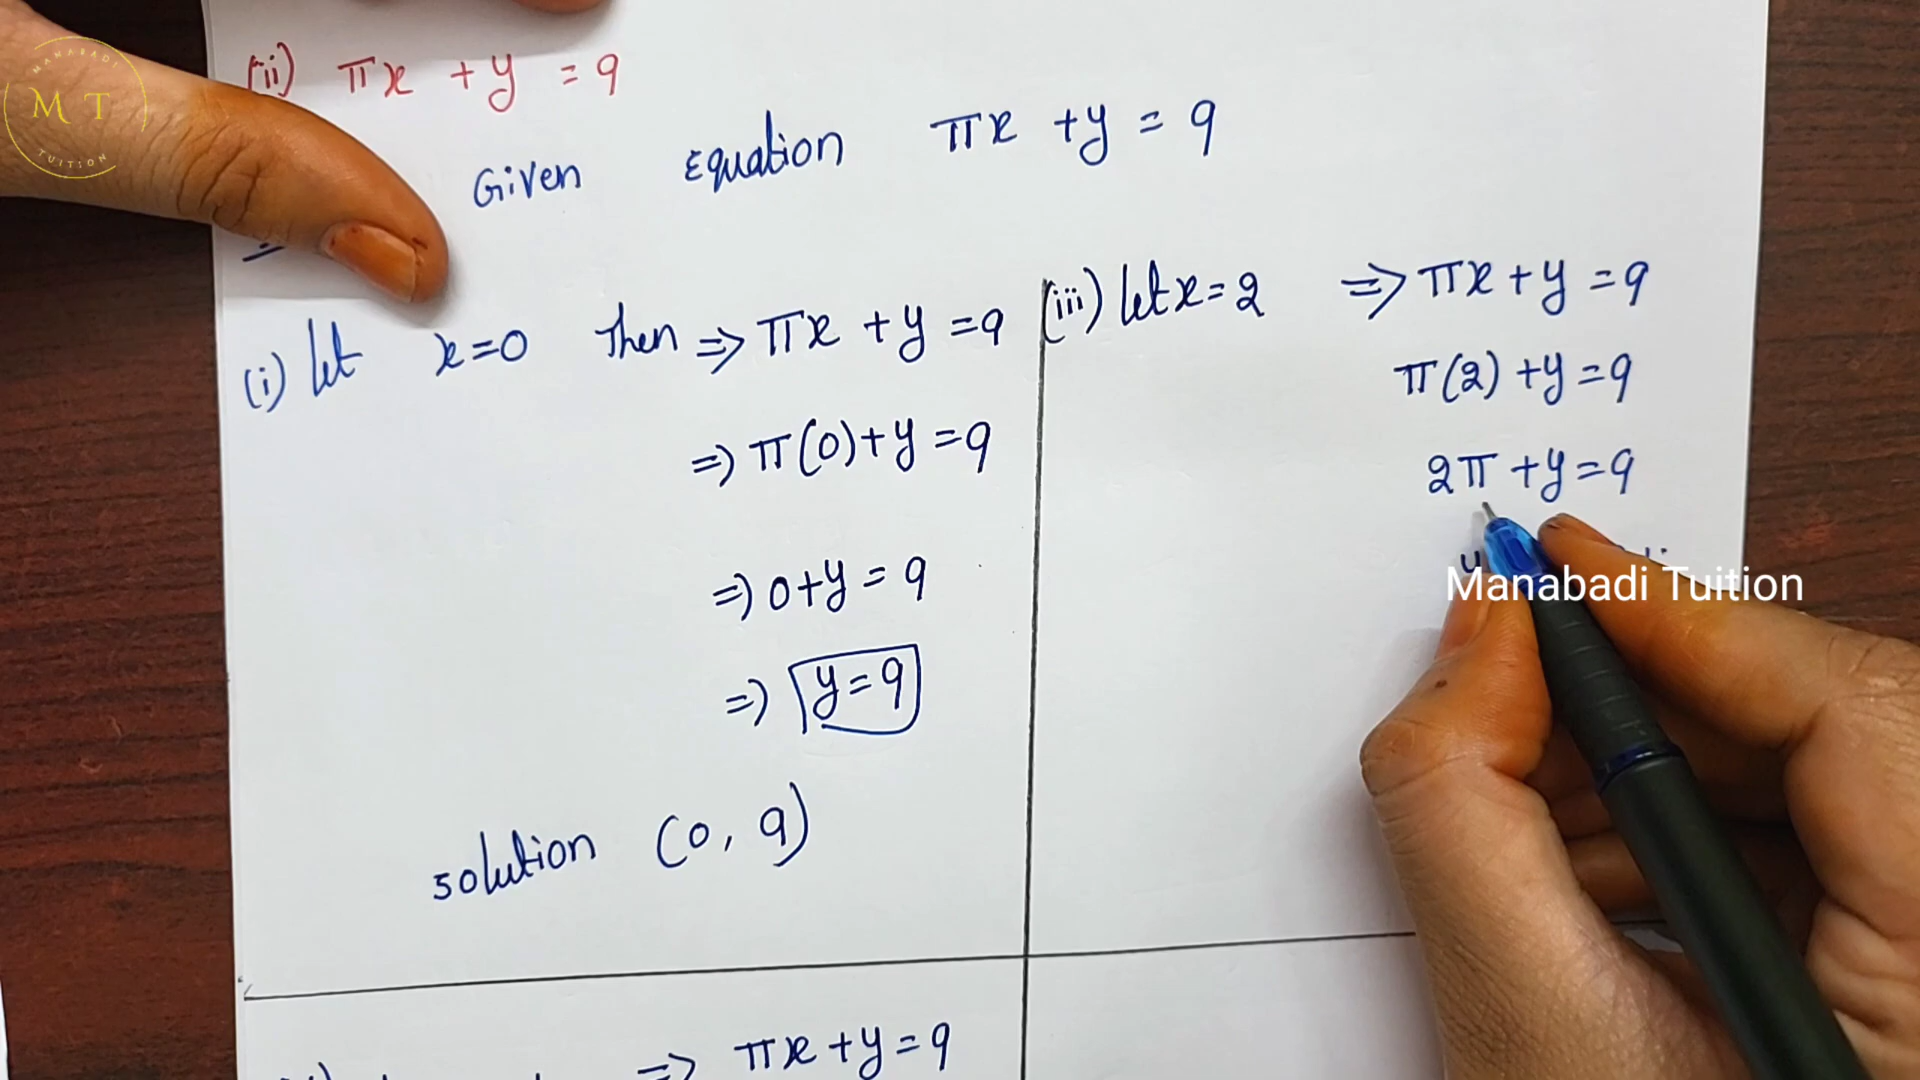 MANABADI
M T
TUITION
(ii) πx + y = 9
Given equation πx + y = 9
(i) let x=0 then ⇒ πx + y = 9
⇒ π(0) + y = 9
⇒ 0 + y = 9
⇒ y = 9
solution (0, 9)
(iii) let x = 2 ⇒ πx + y = 9
π(2) + y = 9
2π + y = 9
y
Manabadi Tuition
⇒ πx + y = 9